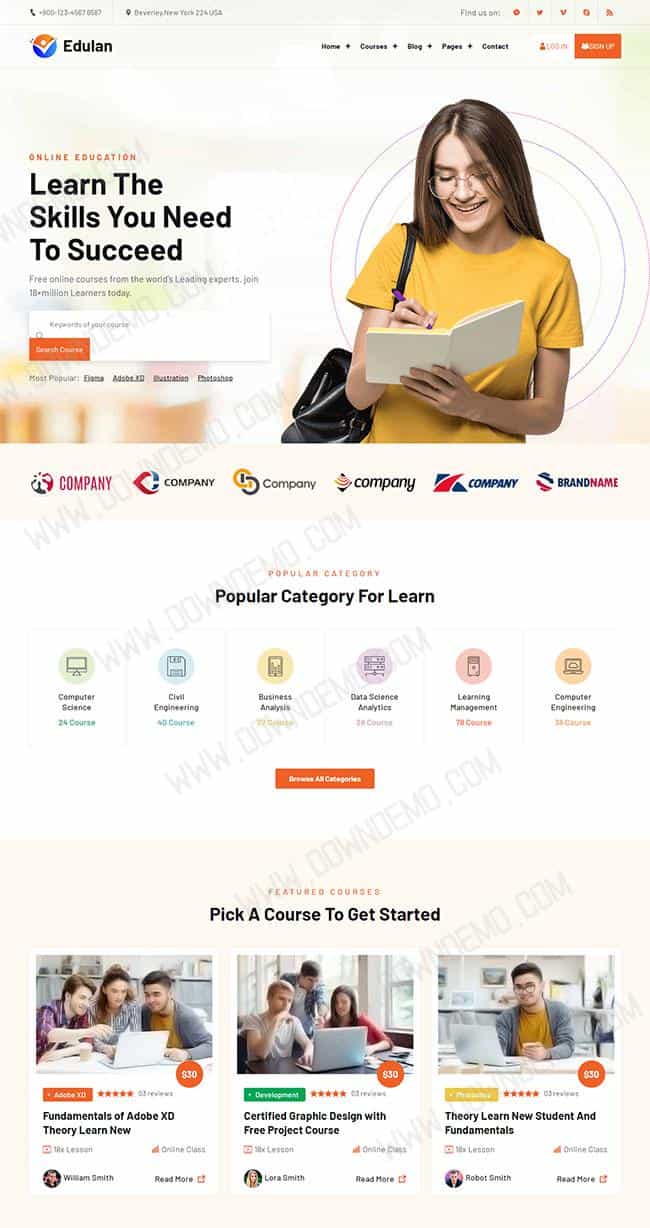 +800-123-4567 6587
Beverley, New York 224 USA
Find us on:
Edulan
Home +
Courses +
Blog +
Pages +
Contact
LOG IN
SIGN UP
ONLINE EDUCATION
Learn The
Skills You Need
To Succeed
Free online courses from the world's Leading experts. join
18+million Learners today.
Keywords of your course
Search Course
Most Popular: Figma Adobe XD illustration Photoshop
COMPANY
COMPANY
Company
company
COMPANY
BRANDNAME
POPULAR CATEGORY
Popular Category For Learn
Computer
Science
24 Course
Civil
Engineering
40 Course
Business
Analysis
Course
Data Science
Analytics
Course
Learning
Management
78 Course
Computer
Engineering
38 Course
Browse All Categories
FEATURED COURSES
Pick A Course To Get Started
$30
Adobe XD
03 reviews
Fundamentals of Adobe XD
Theory Learn New
18x Lesson
Online Class
William Smith
Read More
$30
Development
03 reviews
Certified Graphic Design with
Free Project Course
18x Lesson
Online Class
Lora Smith
Read More
$30
03 reviews
Theory Learn New Student And
Fundamentals
18x Lesson
Online Class
Robot Smith
Read More
WWW.DOWNDEMO.COM